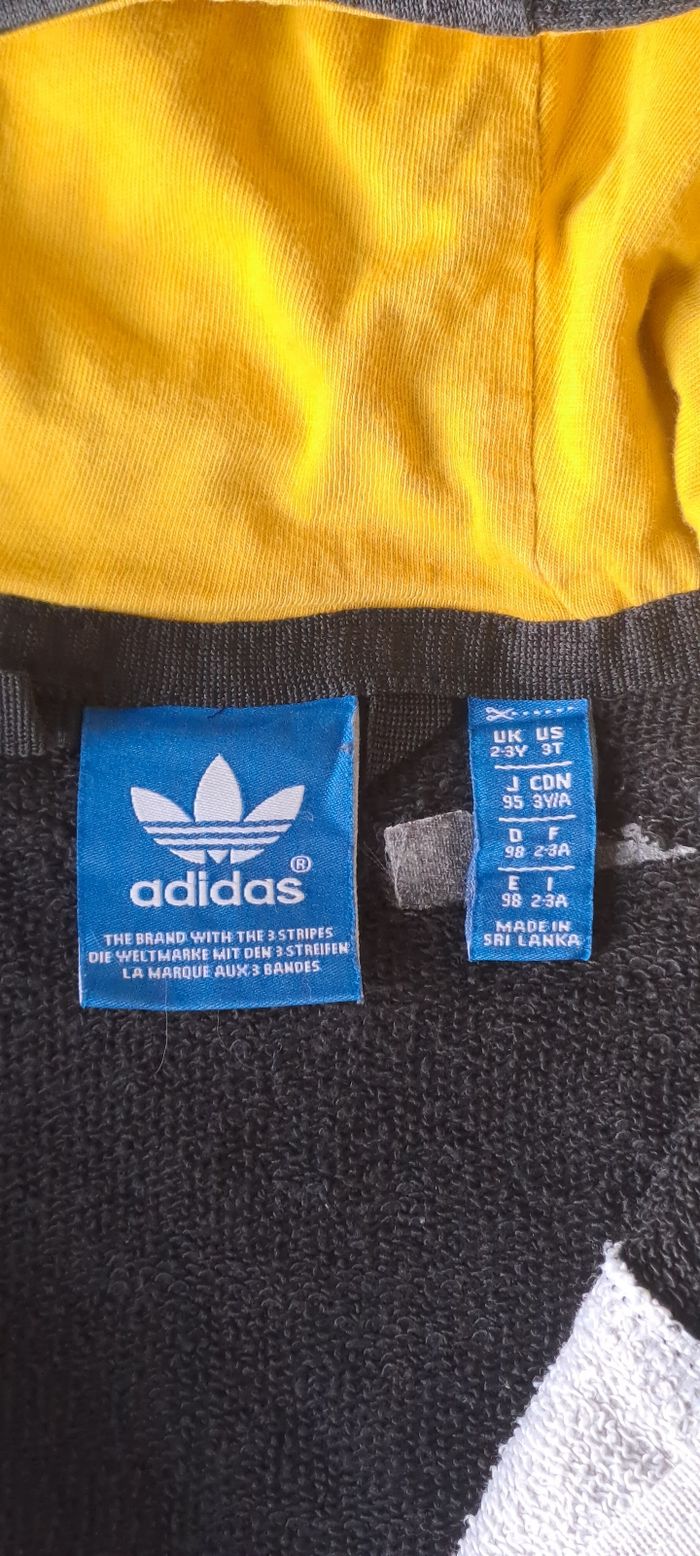 ®
adidas
THE BRAND WITH THE 3 STRIPES
DIE WELTMARKE MIT DEN 3 STREIFEN
LA MARQUE AUX 3 BANDES
UK US
2-3Y 3T
J CDN
95 3Y/A
D F
98 2-3A
E I
98 2-3A
MADE IN
SRI LANKA